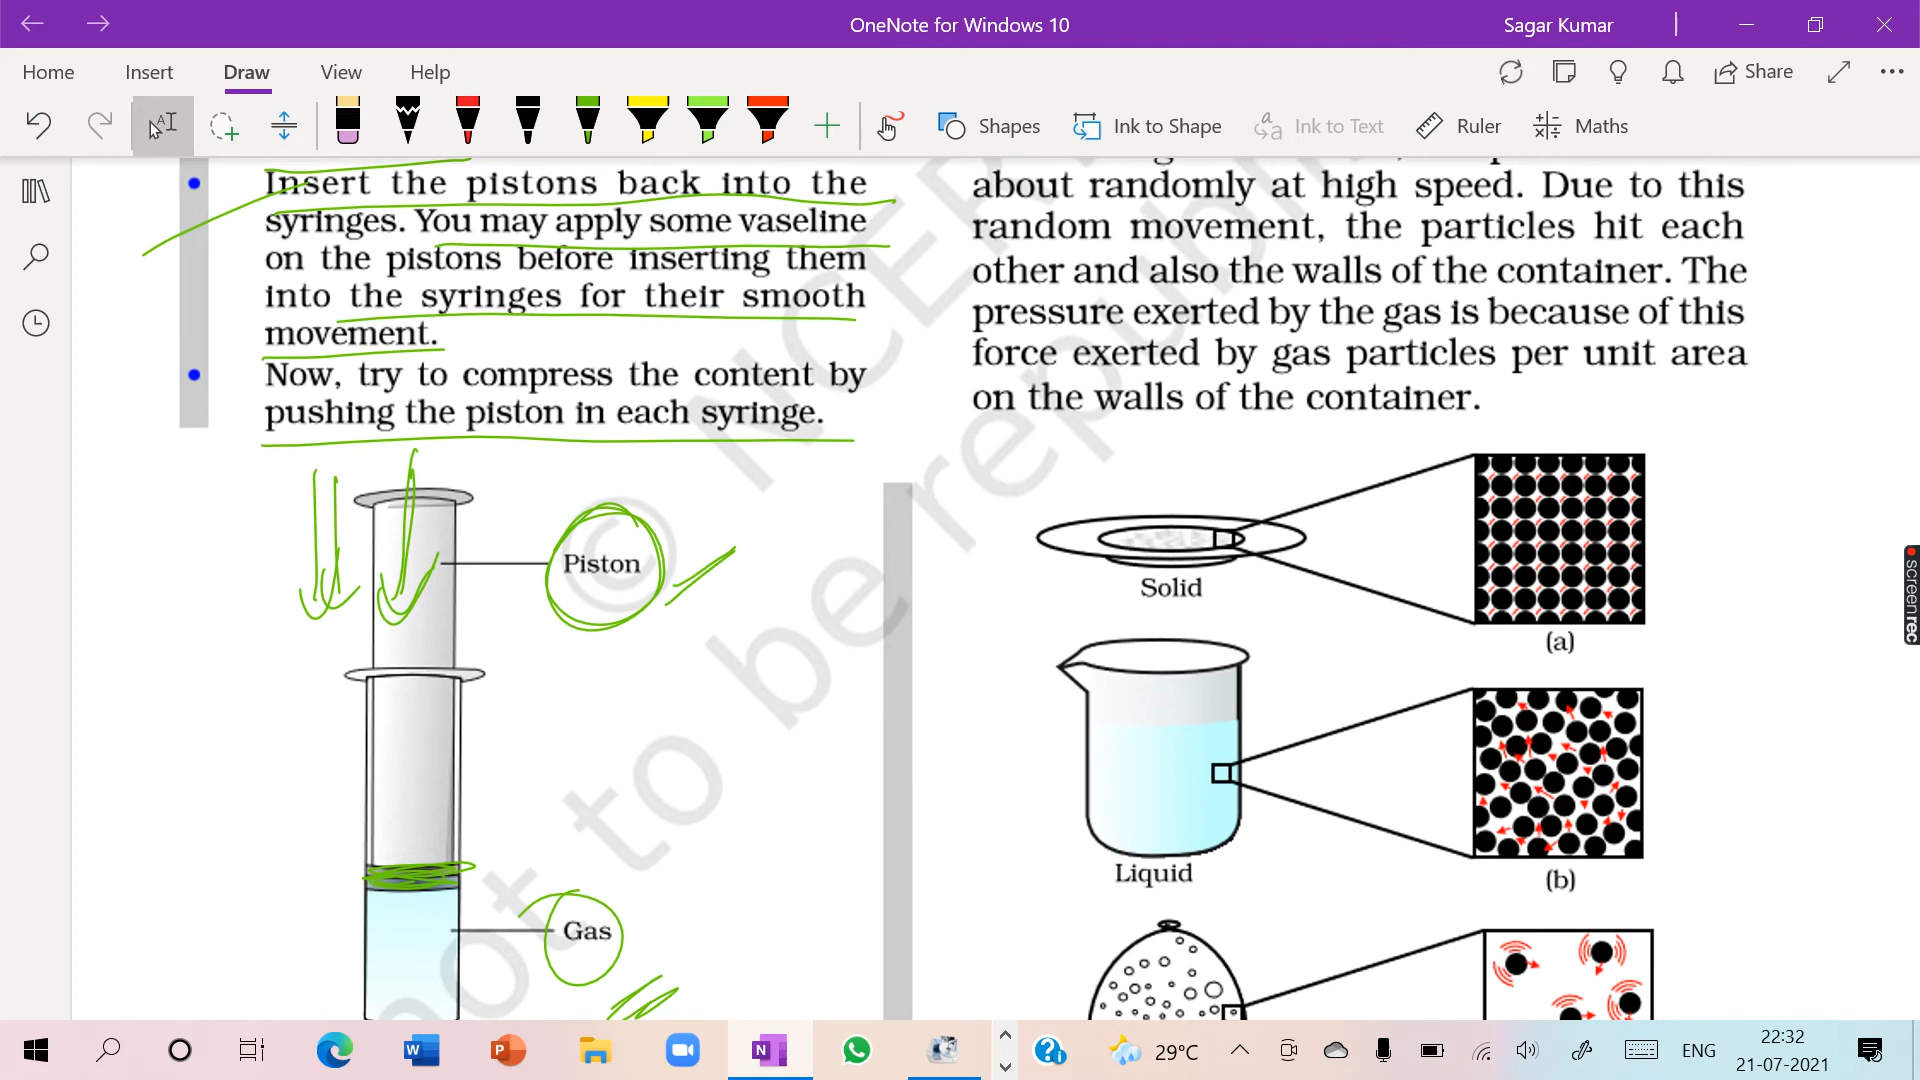 OneNote for Windows 10
Sagar Kumar
Home Insert Draw View Help
Share
Shapes Ink to Shape Ink to Text Ruler Maths
Insert the pistons back into the
syringes. You may apply some vaseline
on the pistons before inserting them
into the syringes for their smooth
movement.
Now, try to compress the content by
pushing the piston in each syringe.
Piston
Gas
about randomly at high speed. Due to this
random movement, the particles hit each
other and also the walls of the container. The
pressure exerted by the gas is because of this
force exerted by gas particles per unit area
on the walls of the container.
Solid
(a)
Liquid
(b)
© NCER
not to be republi
screenrec
29°C
ENG
22:32
21-07-2021